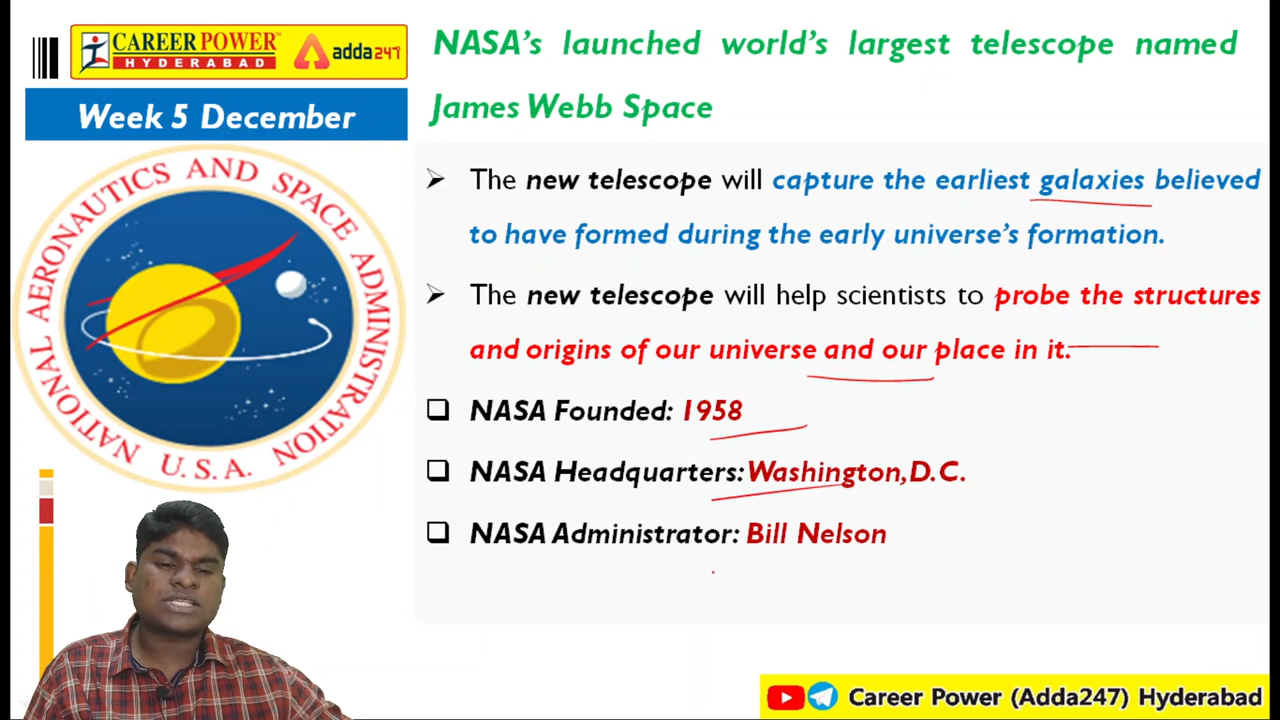 CAREER POWER
HYDERABAD
adda247
Week 5 December
NATIONAL AERONAUTICS AND SPACE ADMINISTRATION
U.S.A.
NASA's launched world's largest telescope named
James Webb Space
The new telescope will capture the earliest galaxies believed
to have formed during the early universe's formation.
The new telescope will help scientists to probe the structures
and origins of our universe and our place in it.
NASA Founded: 1958
NASA Headquarters: Washington,D.C.
NASA Administrator: Bill Nelson
Career Power (Adda247) Hyderabad